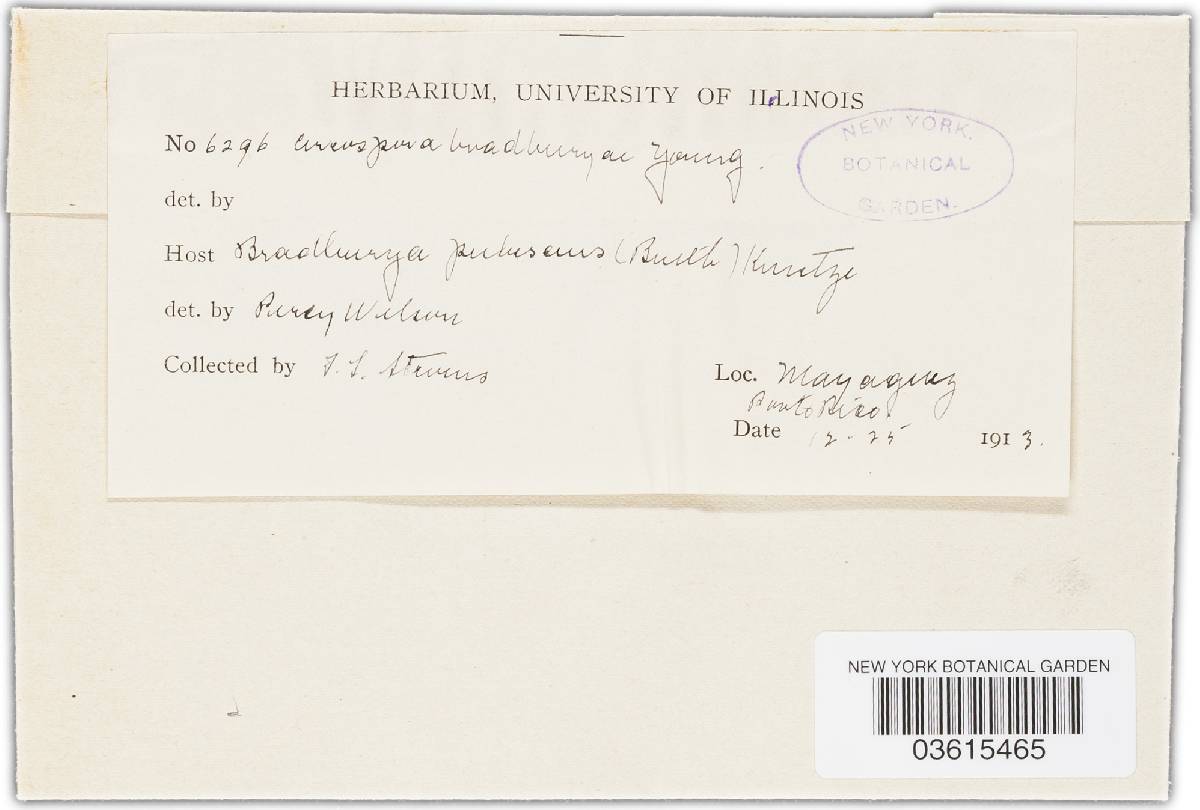 HERBARIUM, UNIVERSITY OF ILLINOIS
No 6296 Cercospora bradburyae Young.
NEW YORK
BOTANICAL
GARDEN.
det. by
Host Bradburya pubescens (Benth) Kuntze
det. by Percy Wilson
Collected by F. L. Stevens
Loc. Mayaguez
Porto Rico
Date 12-25 1913.
NEW YORK BOTANICAL GARDEN
03615465